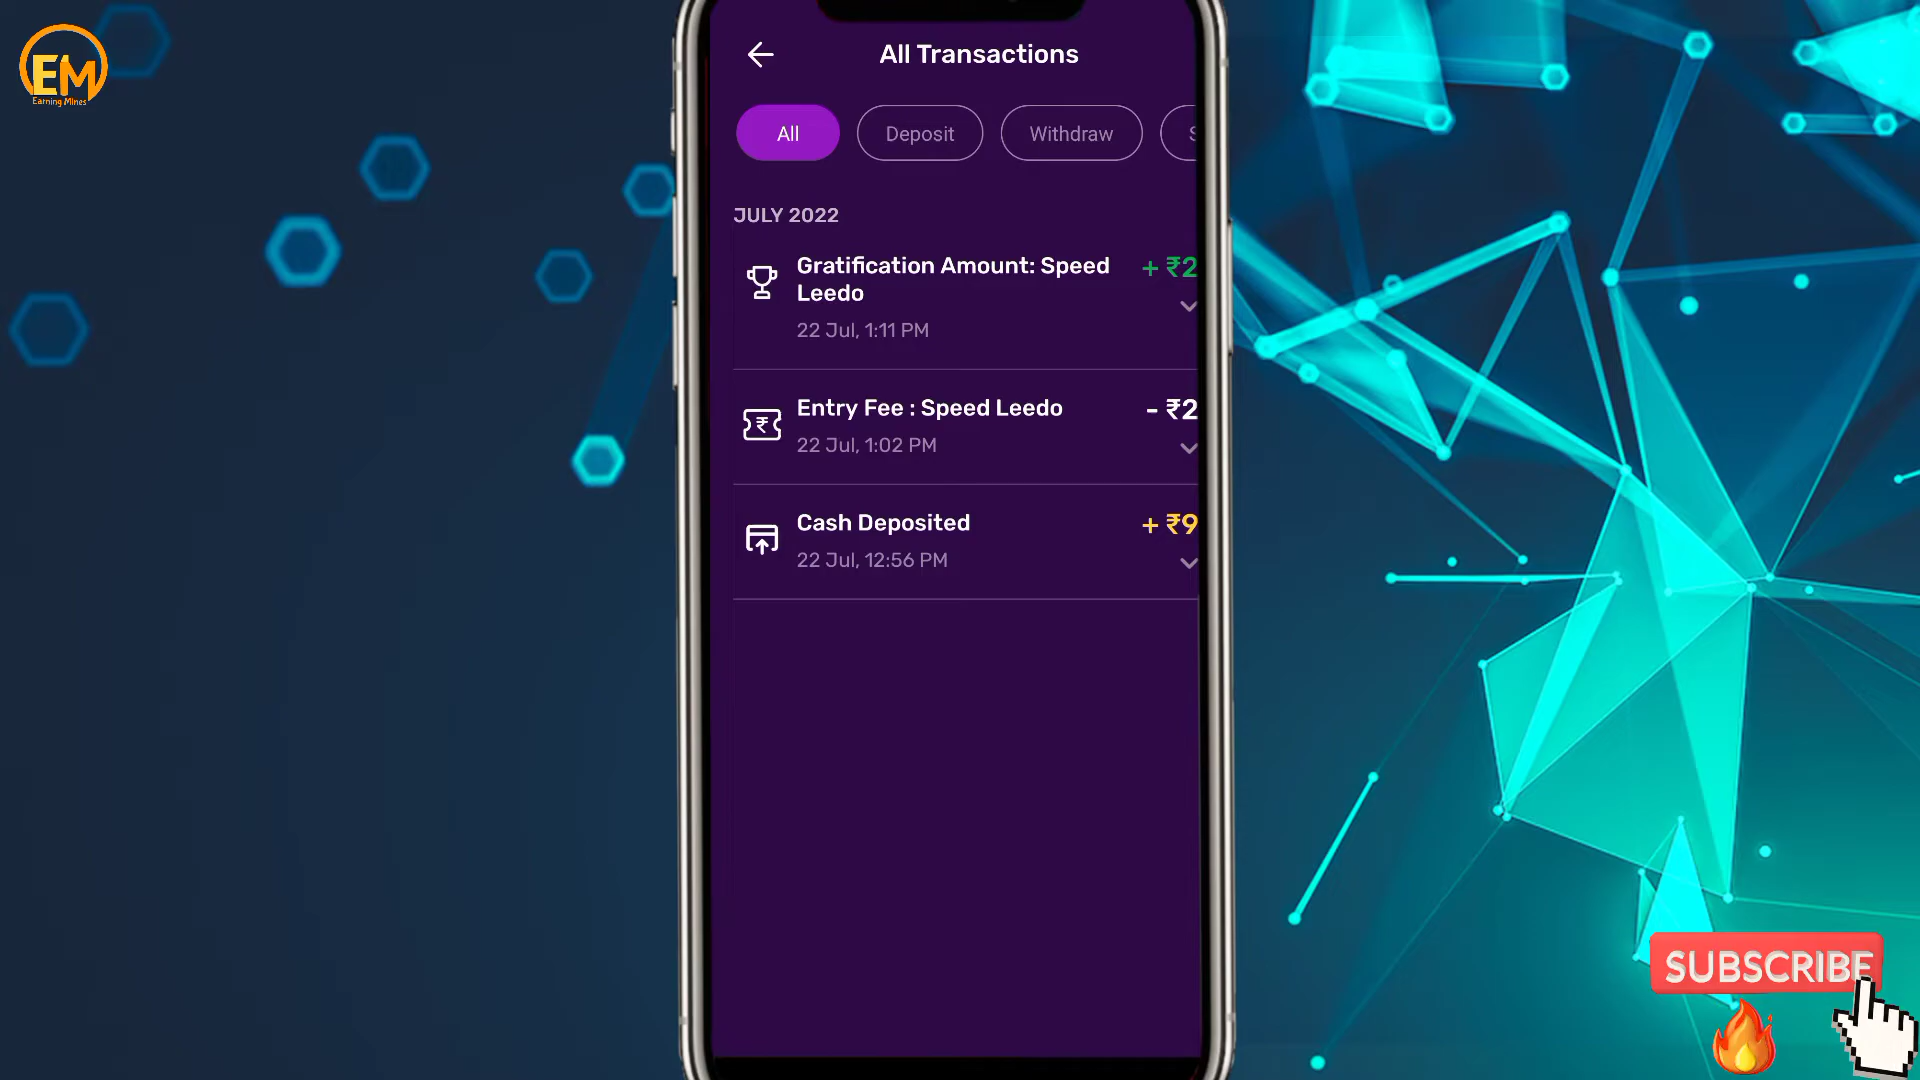 EM
Earning Mines
All Transactions
All Deposit Withdraw
JULY 2022
Gratification Amount: Speed + ₹2
Leedo
22 Jul, 1:11 PM
Entry Fee : Speed Leedo - ₹2
22 Jul, 1:02 PM
Cash Deposited + ₹9
22 Jul, 12:56 PM
SUBSCRIBE